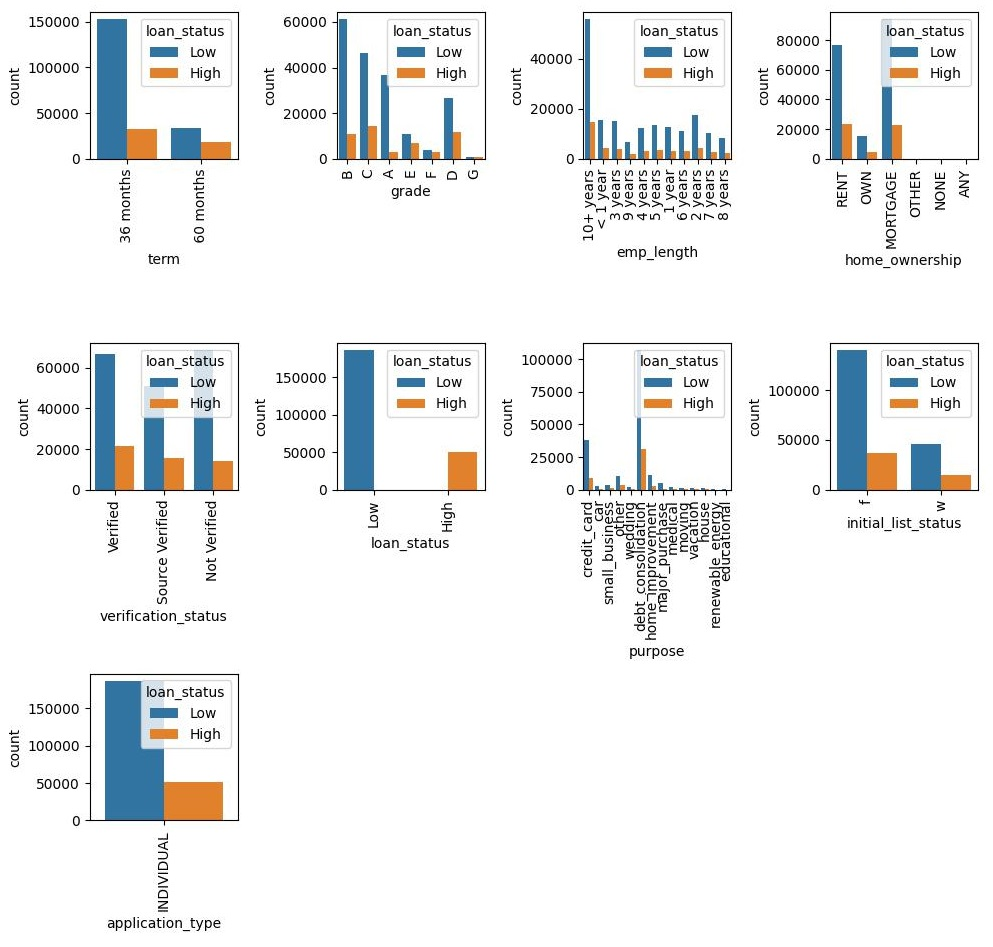 150000
100000
50000
0
count
loan_status
Low
High
36 months
60 months
term
60000
40000
20000
0
count
loan_status
Low
High
B
C
A
E
F
D
G
grade
40000
20000
0
count
loan_status
Low
High
10+ years
< 1 year
3 years
9 years
4 years
5 years
1 year
6 years
2 years
7 years
8 years
emp_length
80000
60000
40000
20000
0
count
loan_status
Low
High
RENT
OWN
MORTGAGE
OTHER
NONE
ANY
home_ownership
60000
40000
20000
0
count
loan_status
Low
High
Verified
Source Verified
Not Verified
verification_status
150000
100000
50000
0
count
loan_status
Low
High
Low
High
loan_status
100000
75000
50000
25000
0
count
loan_status
Low
High
credit_card
car
small_business
other
wedding
debt_consolidation
home_improvement
major_purchase
medical
moving
vacation
house
renewable_energy
educational
purpose
100000
50000
0
count
loan_status
Low
High
f
w
initial_list_status
150000
100000
50000
0
count
loan_status
Low
High
INDIVIDUAL
application_type